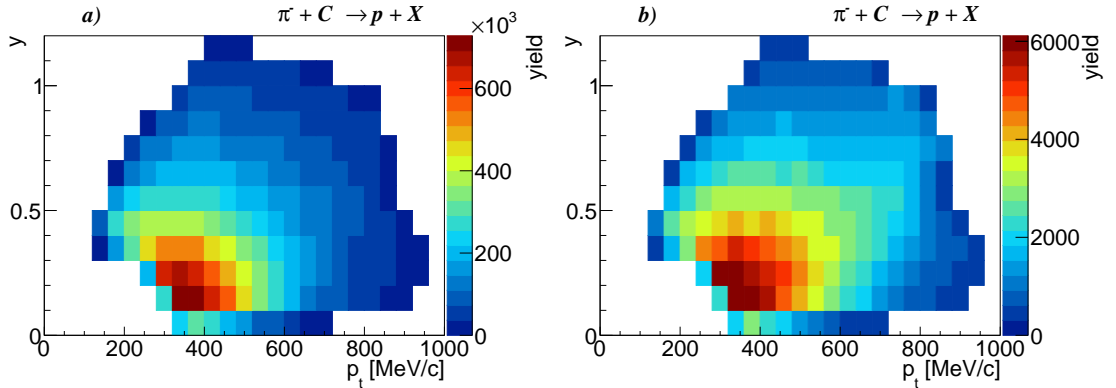 a) π⁻ + C → p + X ×10³
y
1
0.5
0
0 200 400 600 800 1000
p_t [MeV/c]
yield
600
400
200
0
b) π⁻ + C → p + X
y
1
0.5
0
0 200 400 600 800 1000
p_t [MeV/c]
yield
6000
4000
2000
0